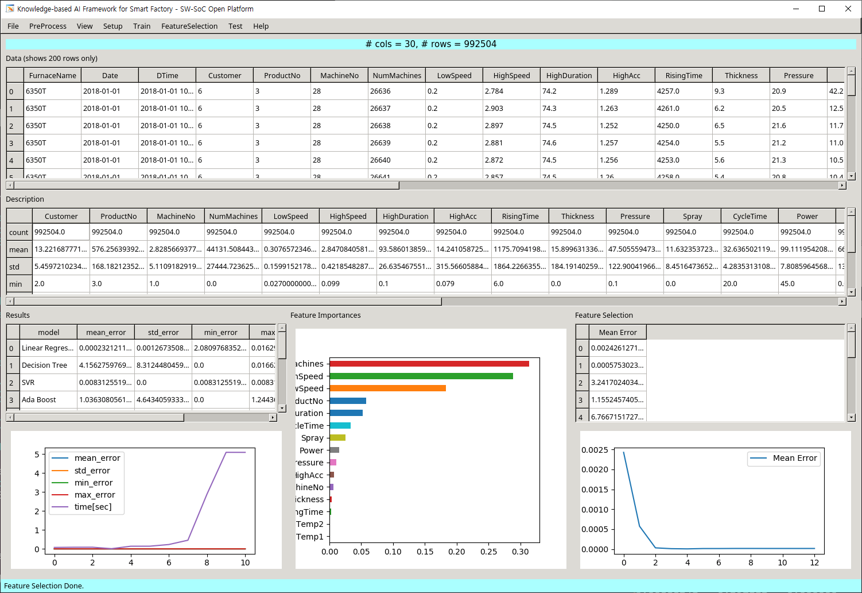 Knowledge-based AI Framework for Smart Factory - SW-SoC Open Platform
File PreProcess View Setup Train FeatureSelection Test Help
# cols = 30, # rows = 992504
Data (shows 200 rows only)
FurnaceName Date DTime Customer ProductNo MachineNo NumMachines LowSpeed HighSpeed HighDuration HighAcc RisingTime Thickness Pressure
0 6350T 2018-01-01 2018-01-01 10... 6 3 28 26636 0.2 2.784 74.2 1.289 4257.0 9.3 20.9 42.2
1 6350T 2018-01-01 2018-01-01 10... 6 3 28 26637 0.2 2.903 74.3 1.263 4261.0 6.2 20.5 12.5
2 6350T 2018-01-01 2018-01-01 10... 6 3 28 26638 0.2 2.897 74.5 1.252 4250.0 6.5 21.6 11.7
3 6350T 2018-01-01 2018-01-01 10... 6 3 28 26639 0.2 2.881 74.6 1.257 4254.0 5.5 21.2 11.0
4 6350T 2018-01-01 2018-01-01 10... 6 3 28 26640 0.2 2.872 74.5 1.256 4253.0 5.6 21.3 10.5
5 6350T 2018-01-01 2018-01-01 10... 6 3 28 26641 0.2 2.857 74.5 1.26 4258.0 5.4 20.8 10.4
Description
Customer ProductNo MachineNo NumMachines LowSpeed HighSpeed HighDuration HighAcc RisingTime Thickness Pressure Spray CycleTime Power
count 992504.0 992504.0 992504.0 992504.0 992504.0 992504.0 992504.0 992504.0 992504.0 992504.0 992504.0 992504.0 992504.0 992504.0 99
mean 13.221687771... 576.25639392... 2.8285669377... 44131.508443... 0.3076572346... 2.8470840581... 93.586013859... 14.241058725... 1175.7094198... 15.899631336... 47.505559473... 11.632353723... 32.636502119... 99.111954208... 66
std 5.4597210234... 168.18212352... 5.1109182919... 27444.723625... 0.1599152178... 0.4218548287... 26.635467551... 315.56605884... 1864.2266355... 184.19140259... 122.90041966... 8.4516473652... 4.2835313108... 7.8085964568... 13
min 2.0 3.0 1.0 0.0 0.0270000000... 0.099 0.1 0.079 6.0 0.0 0.1 0.0 20.0 45.0 0.
Results
model mean_error std_error min_error max
0 Linear Regres... 0.0002321211... 0.0012673508... 2.0809768352... 0.0162
1 Decision Tree 4.1562759769... 8.3124480459... 0.0 0.0166
2 SVR 0.0083125519... 0.0 0.0083125519... 0.0083
3 Ada Boost 1.0363080561... 4.6434059333... 0.0 1.2443
5
4
3
2
1
0
mean_error
std_error
min_error
max_error
time[sec]
0 2 4 6 8 10
Feature Importances
achines
hSpeed
wSpeed
ductNo
uration
cleTime
Spray
Power
ressure
HighAcc
hineNo
ickness
ngTime
Temp2
Temp1
0.00 0.05 0.10 0.15 0.20 0.25 0.30
Feature Selection
Mean Error
0 0.0024261271...
1 0.0005753023...
2 3.2417024034...
3 1.1552457405...
4 6.7667151727...
0.0025
0.0020
0.0015
0.0010
0.0005
0.0000
Mean Error
0 2 4 6 8 10 12
Feature Selection Done.